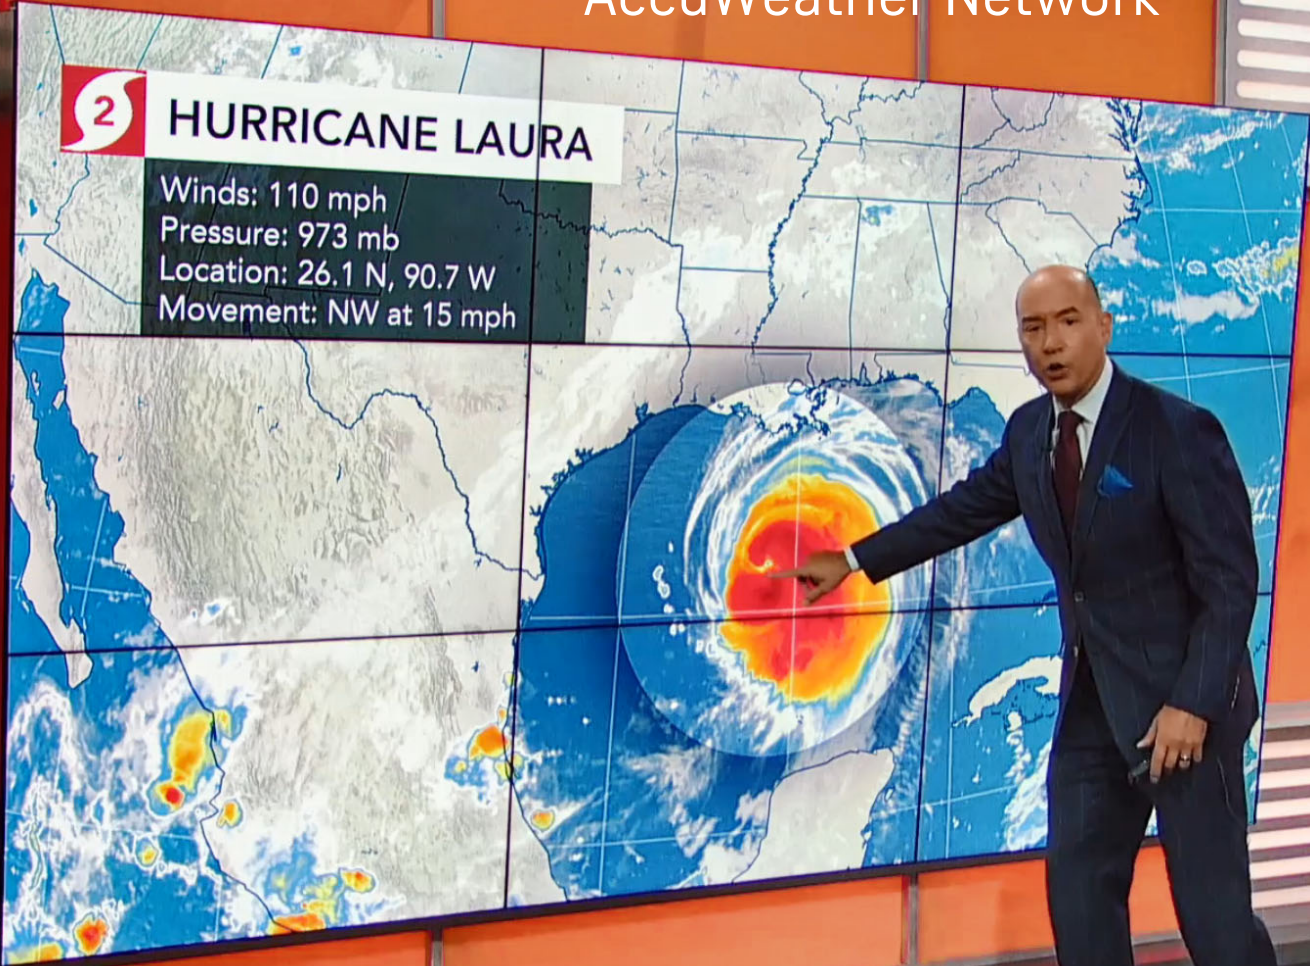 AccuWeather Network
2
HURRICANE LAURA
Winds: 110 mph
Pressure: 973 mb
Location: 26.1 N, 90.7 W
Movement: NW at 15 mph